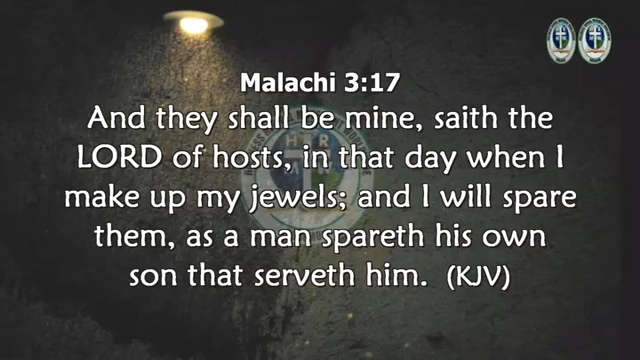 Malachi 3:17
And they shall be mine, saith the
LORD of hosts, in that day when I
make up my jewels; and I will spare
them, as a man spareth his own
son that serveth him. (KJV)